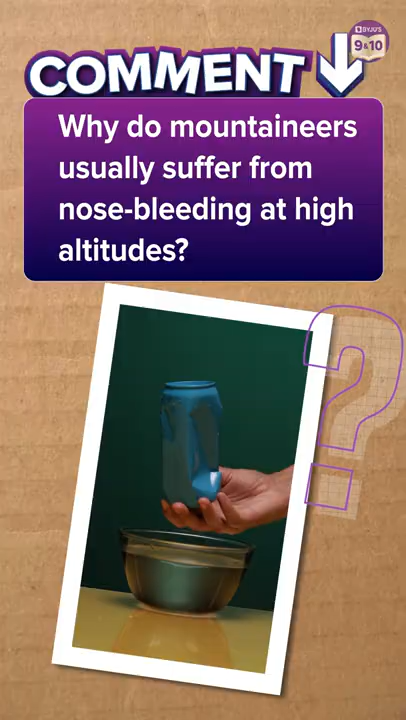 BYJU'S
9&10
COMMENT
Why do mountaineers
usually suffer from
nose-bleeding at high
altitudes?
?